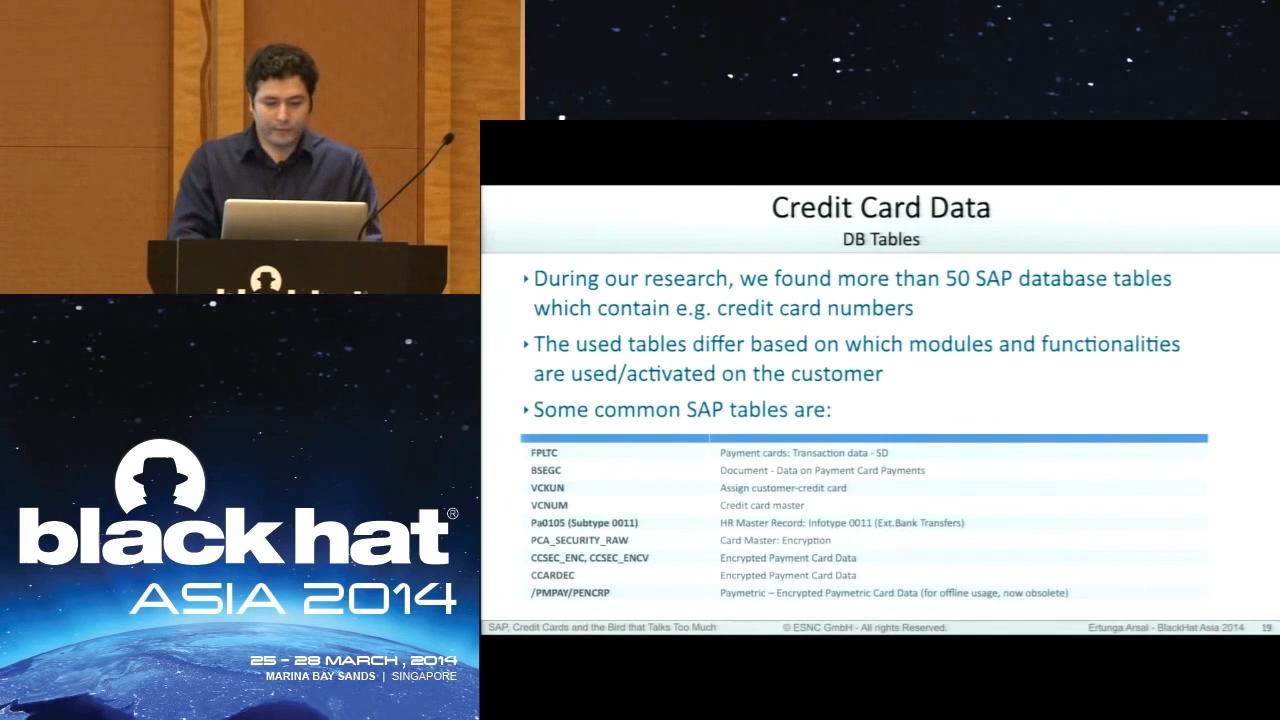 Credit Card Data
DB Tables
‣ During our research, we found more than 50 SAP database tables
which contain e.g. credit card numbers
‣ The used tables differ based on which modules and functionalities
are used/activated on the customer
‣ Some common SAP tables are:
FPLTC Payment cards: Transaction data - SD
BSEGC Document - Data on Payment Card Payments
VCKUN Assign customer-credit card
VCNUM Credit card master
Pa0105 (Subtype 0011) HR Master Record: Infotype 0011 (Ext.Bank Transfers)
PCA_SECURITY_RAW Card Master: Encryption
CCSEC_ENC, CCSEC_ENCV Encrypted Payment Card Data
CCARDEC Encrypted Payment Card Data
/PMPAY/PENCRP Paymetric – Encrypted Paymetric Card Data (for offline usage, now obsolete)
SAP, Credit Cards and the Bird that Talks Too Much © ESNC GmbH - All rights Reserved. Ertunga Arsal - BlackHat Asia 2014 19
black hat®
ASIA 2014
25 - 28 MARCH, 2014
MARINA BAY SANDS | SINGAPORE